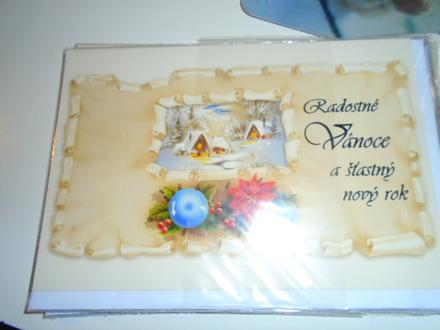 Radostné
Vánoce
a šťastný
nový rok